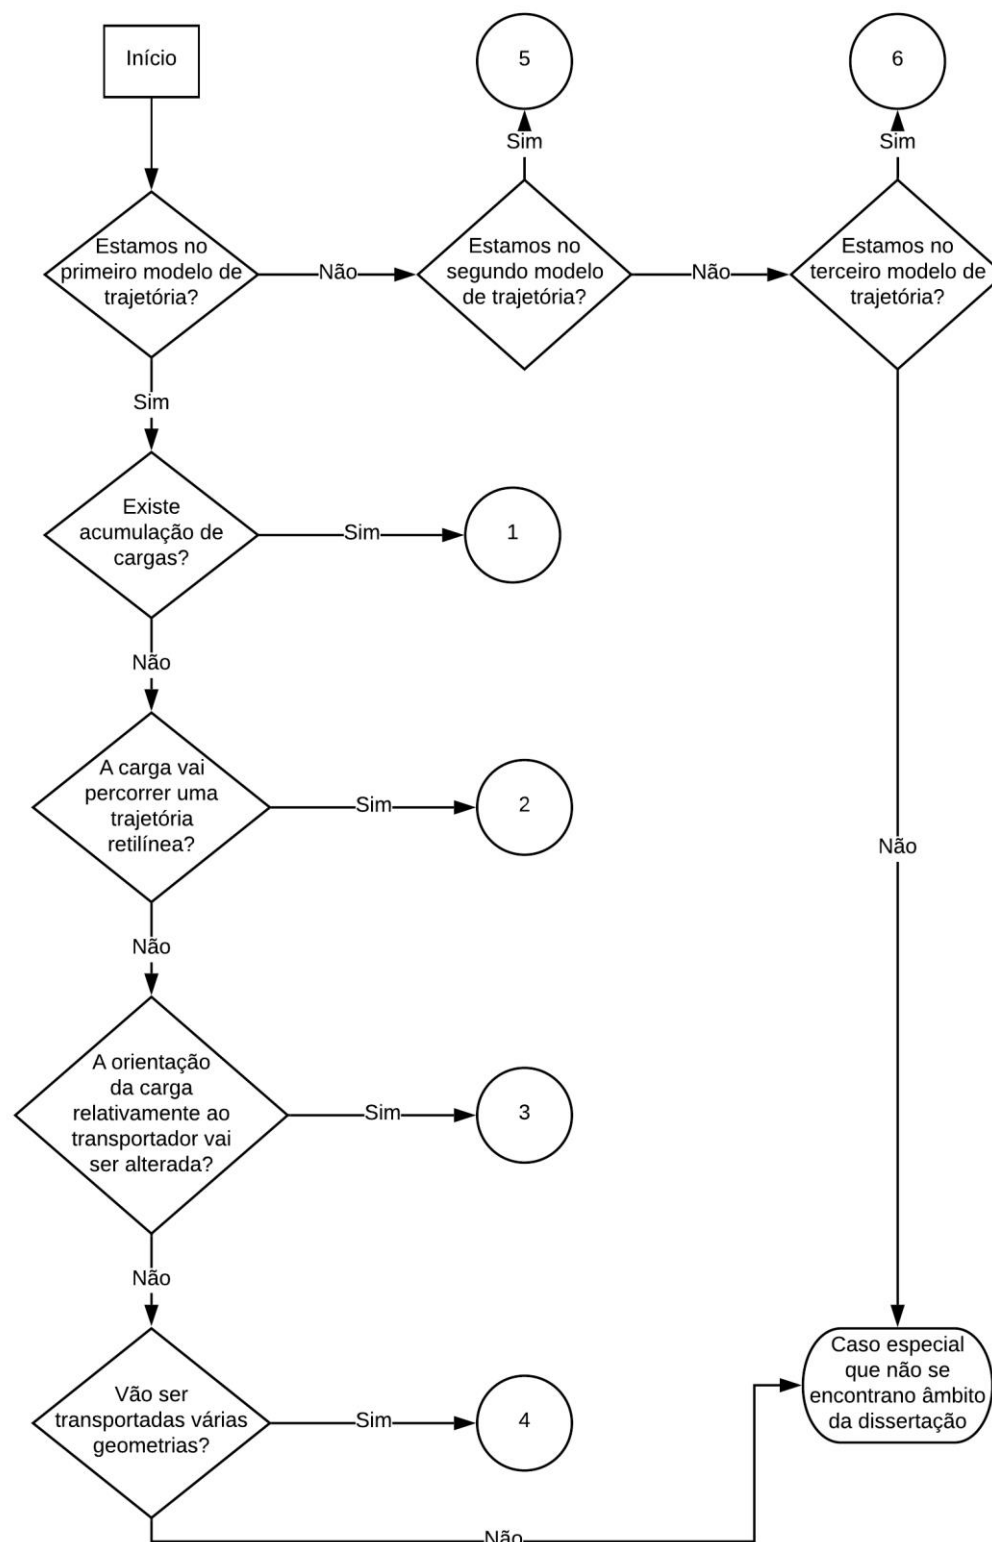 Início
5
6
Sim
Sim
Estamos no
primeiro modelo de
trajetória?
Não
Estamos no
segundo modelo
de trajetória?
Não
Estamos no
terceiro modelo de
trajetória?
Sim
Existe
acumulação de
cargas?
Sim
1
Não
A carga vai
percorrer uma
trajetória
retilínea?
Sim
2
Não
Não
A orientação
da carga
relativamente ao
transportador vai
ser alterada?
Sim
3
Não
Vão ser
transportadas várias
geometrias?
Sim
4
Caso especial
que não se
encontrano âmbito
da dissertação
Não